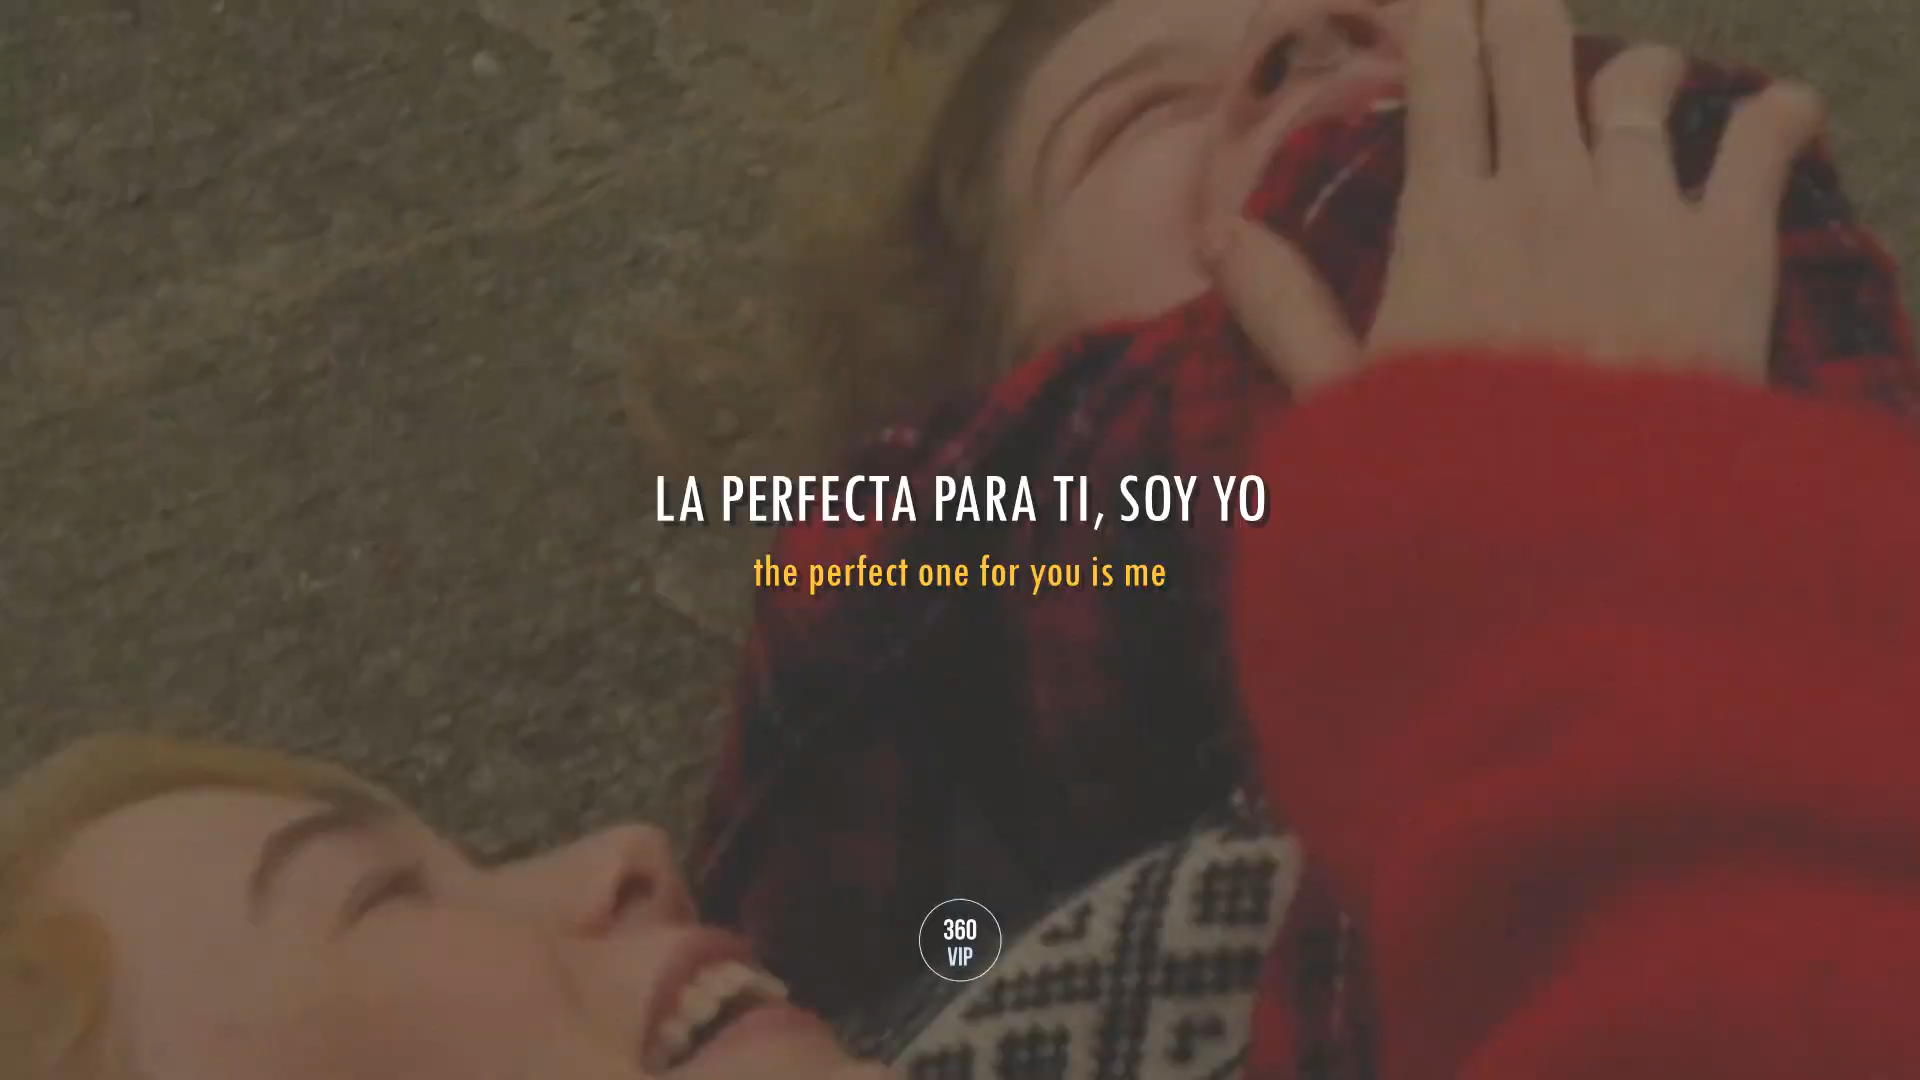 LA PERFECTA PARA TI, SOY YO
the perfect one for you is me
360
VIP